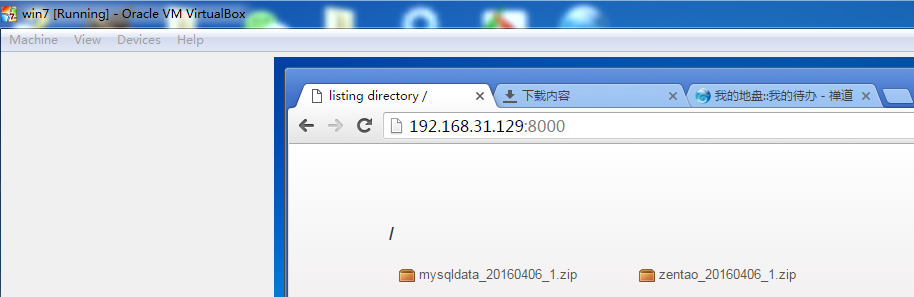 win7 [Running] - Oracle VM VirtualBox
Machine View Devices Help
listing directory / 下载内容 我的地盘::我的待办 - 禅道
192.168.31.129:8000
/
mysqldata_20160406_1.zip zentao_20160406_1.zip